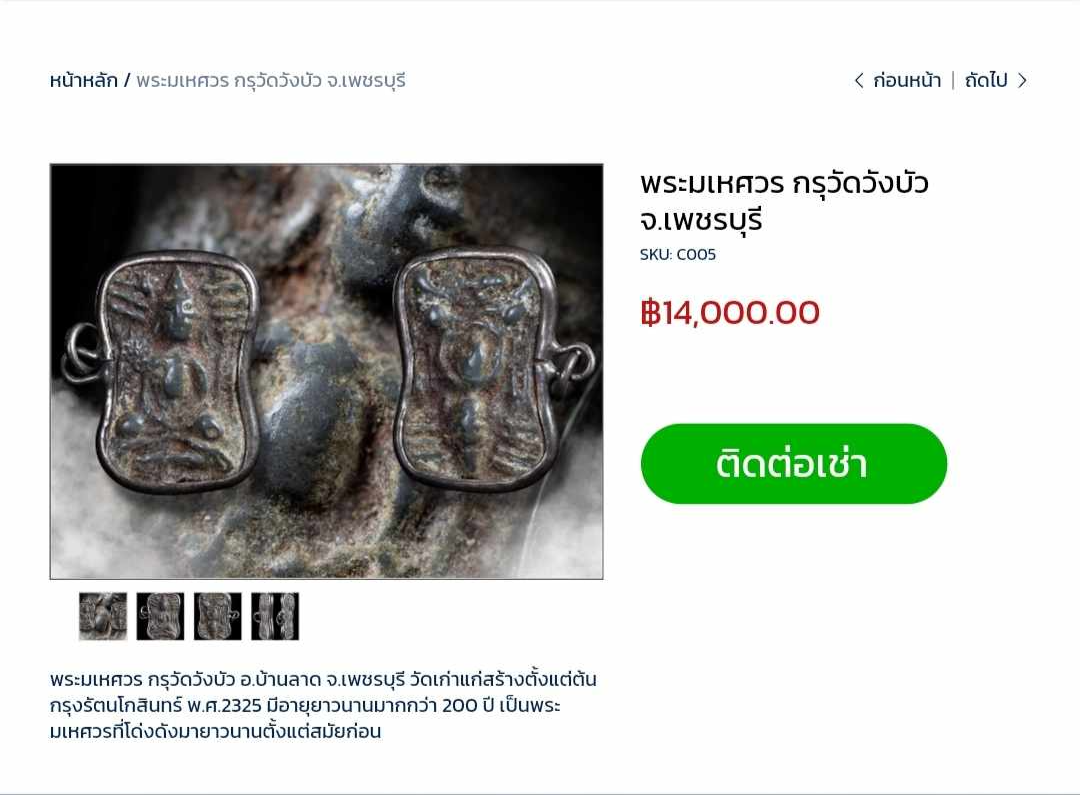 หน้าหลัก / พระมเหศวร กรุวัดวังบัว จ.เพชรบุรี
ก่อนหน้า | ถัดไป
พระมเหศวร กรุวัดวังบัว
จ.เพชรบุรี
SKU: C005
฿14,000.00
ติดต่อเช่า
พระมเหศวร กรุวัดวังบัว อ.บ้านลาด จ.เพชรบุรี วัดเก่าแก่สร้างตั้งแต่ต้น
กรุงรัตนโกสินทร์ พ.ศ.2325 มีอายุยาวนานมากกว่า 200 ปี เป็นพระ
มเหศวรที่โด่งดังมายาวนานตั้งแต่สมัยก่อน